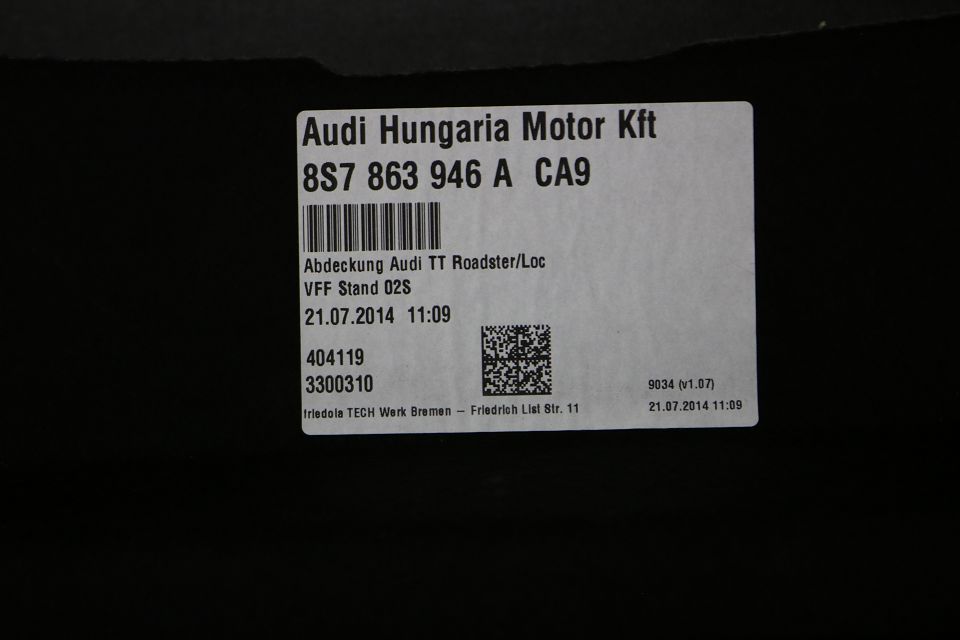 Audi Hungaria Motor Kft
8S7 863 946 A CA9
Abdeckung Audi TT Roadster/Loc
VFF Stand 02S
21.07.2014 11:09
404119
3300310
9034 (v1.07)
friedola TECH Werk Bremen – Friedrich List Str. 11
21.07.2014 11:09